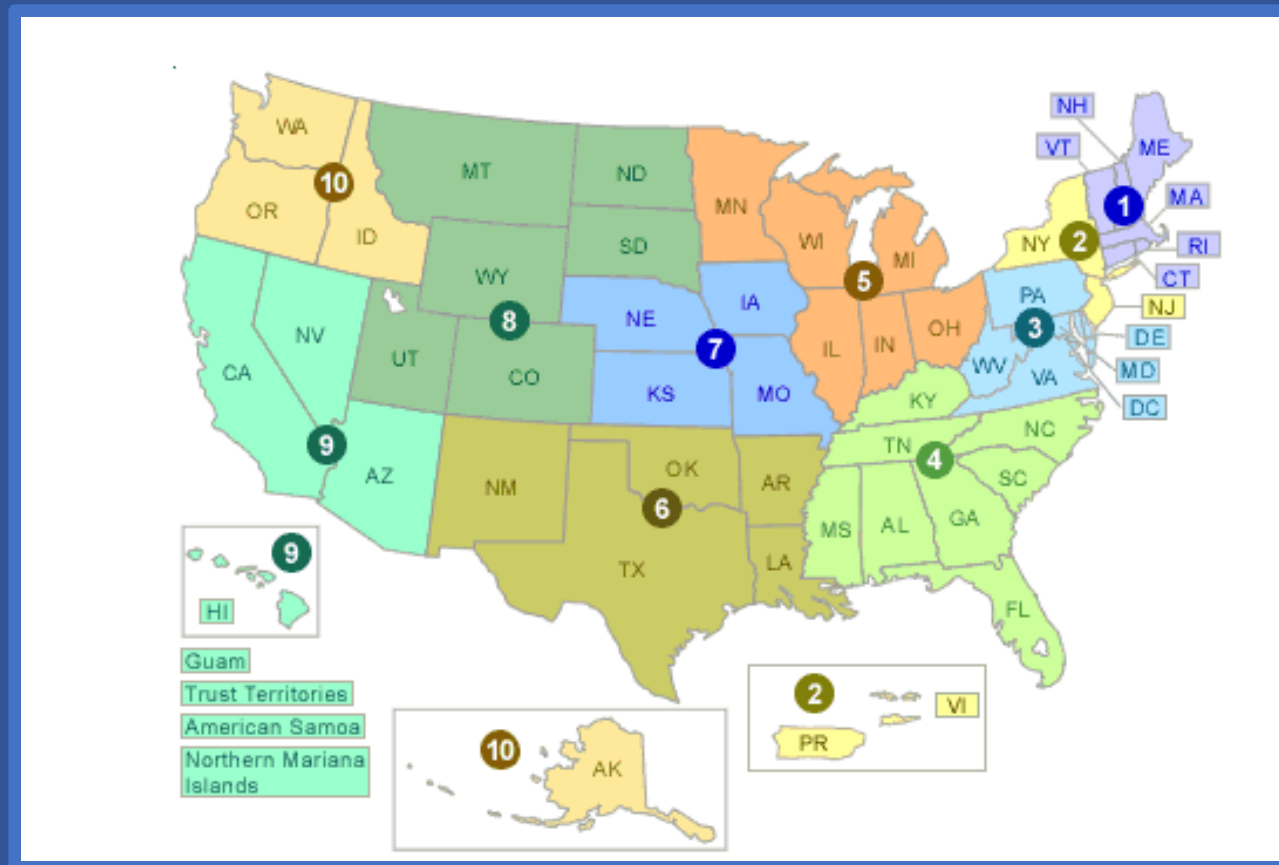 NH
WA
VT
ME
MT
ND
10
MA
MN
1
OR
ID
WI
NY
2
RI
SD
MI
WY
5
CT
PA
IA
NJ
NE
8
3
OH
DE
NV
7
IL
IN
UT
WV
MD
CA
CO
VA
KS
MO
KY
DC
NC
9
TN
4
AZ
OK
SC
NM
AR
6
GA
MS
AL
9
LA
TX
HI
FL
Guam
Trust Territories
2
VI
American Samoa
PR
10
Northern Mariana
Islands
AK